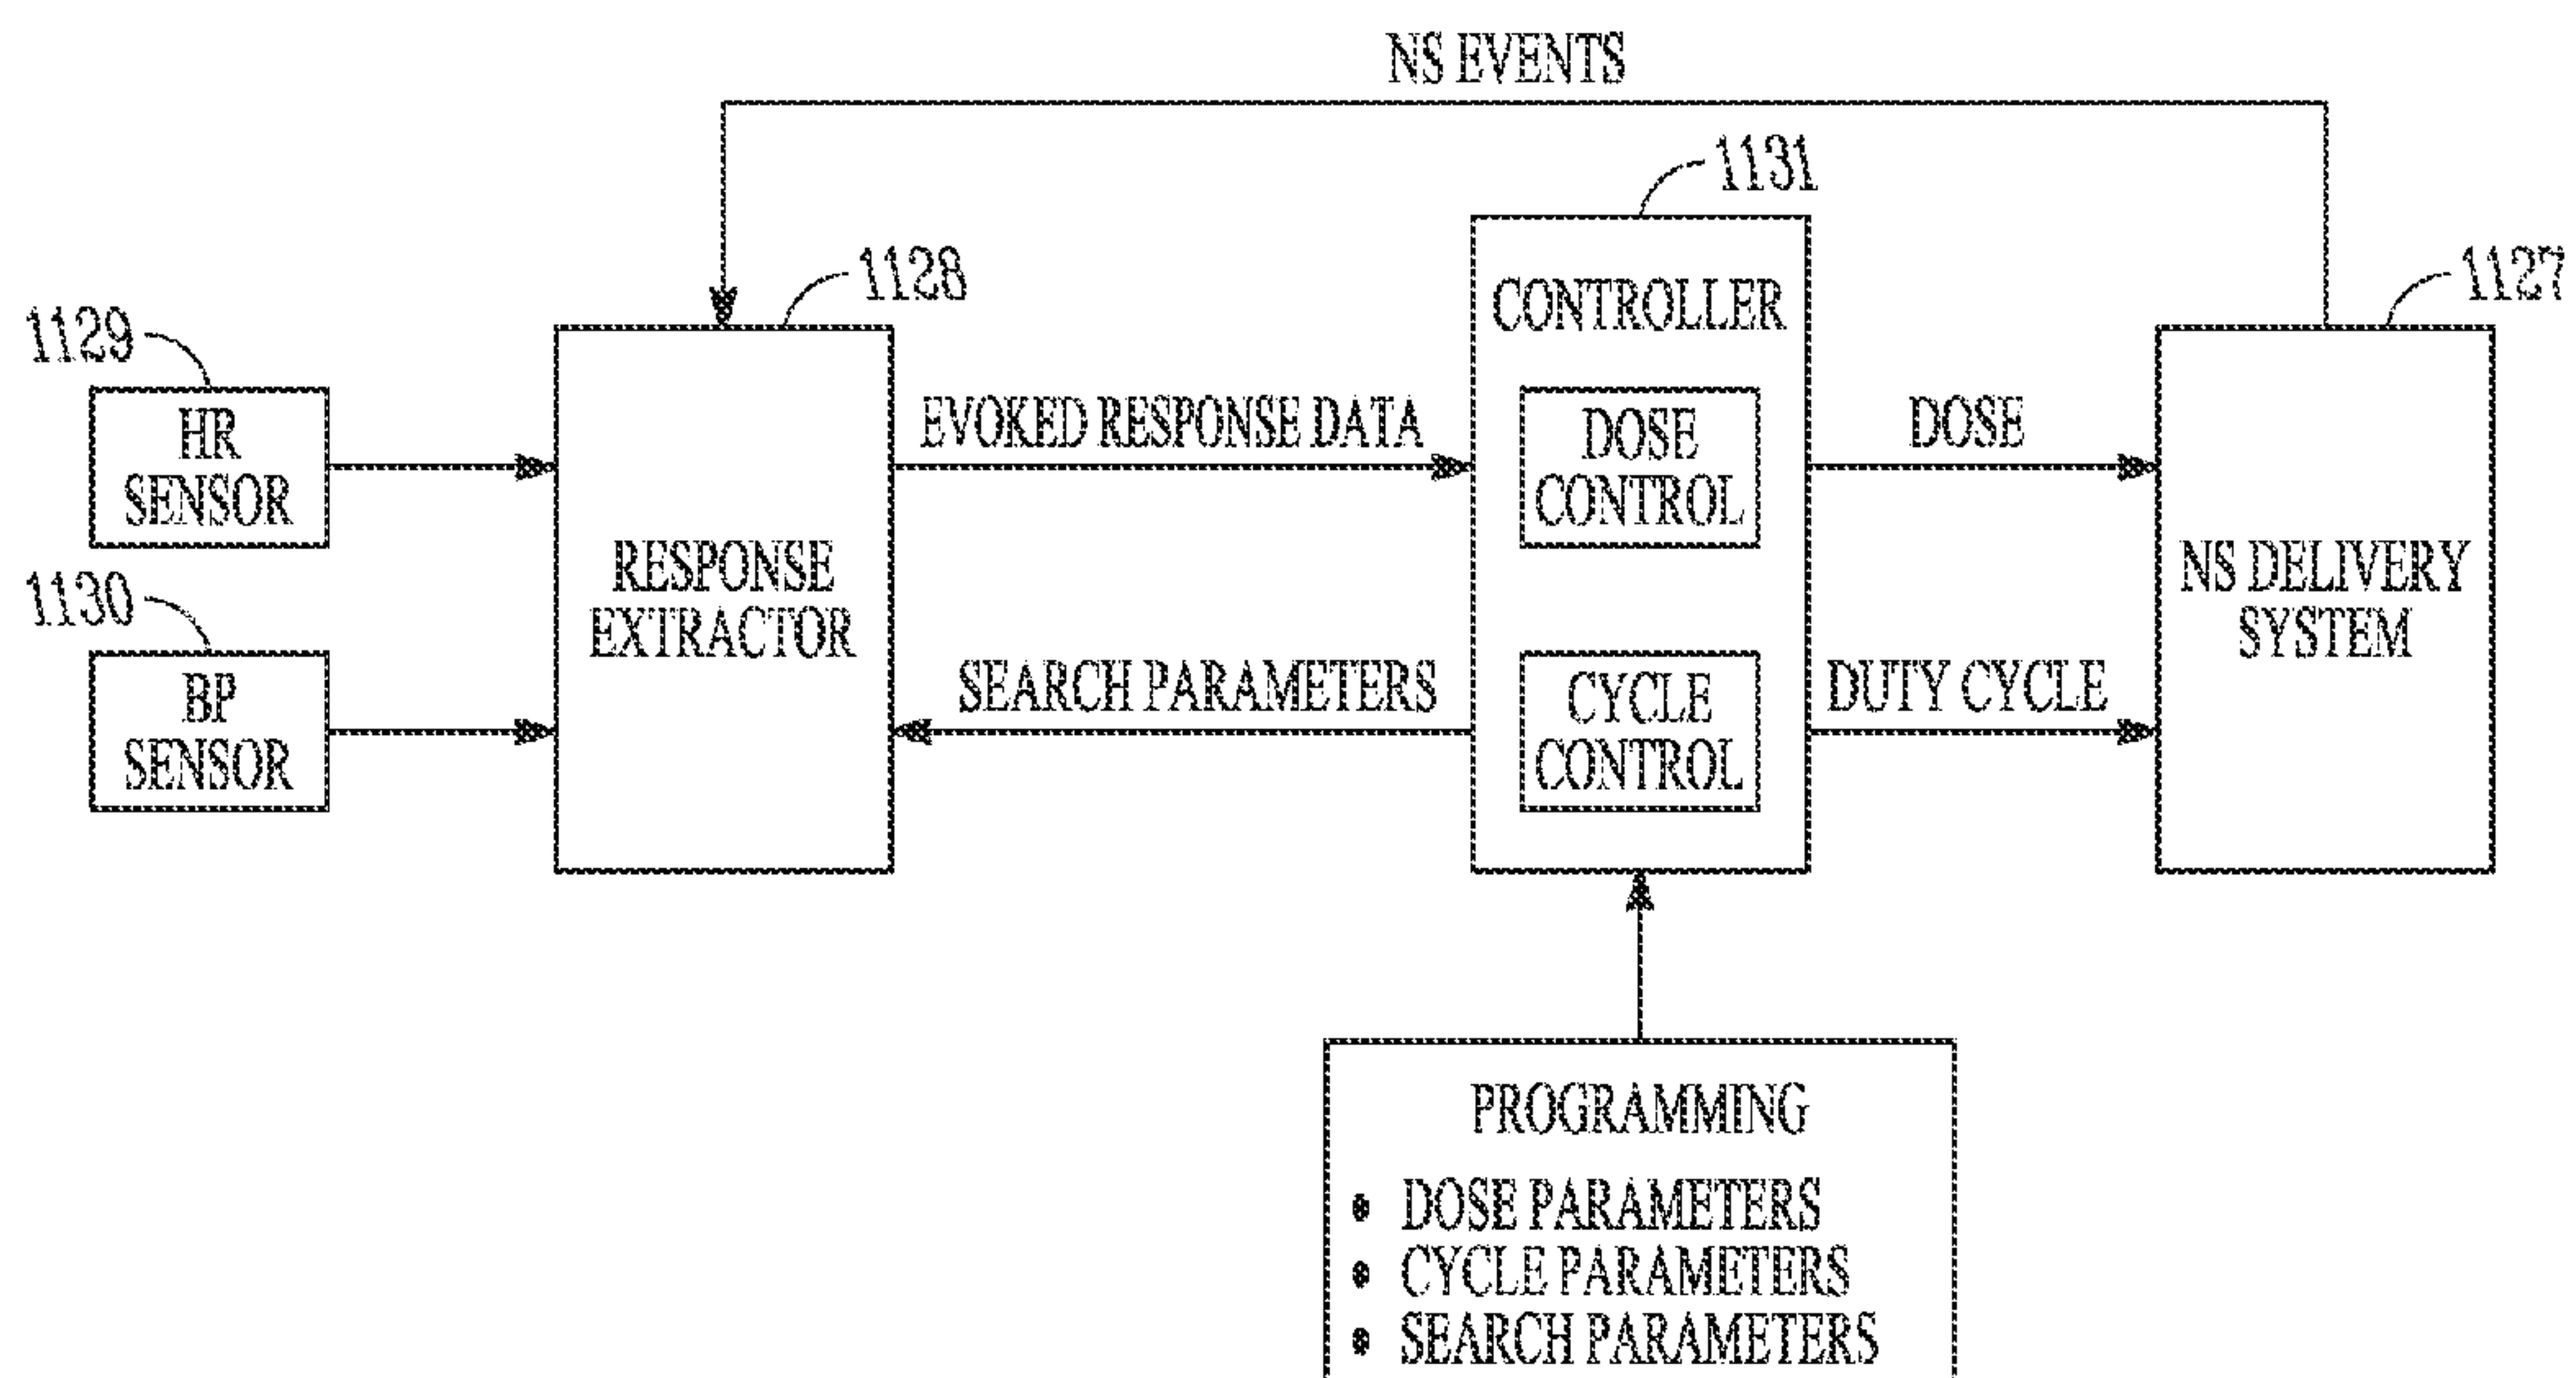 NS EVENTS
1131
1128
1127
1129
CONTROLLER
HR
SENSOR
EVOKED RESPONSE DATA
DOSE
CONTROL
DOSE
RESPONSE
EXTRACTOR
NS DELIVERY
SYSTEM
1130
BP
SENSOR
SEARCH PARAMETERS
CYCLE
CONTROL
DUTY CYCLE
PROGRAMMING
• DOSE PARAMETERS
• CYCLE PARAMETERS
• SEARCH PARAMETERS